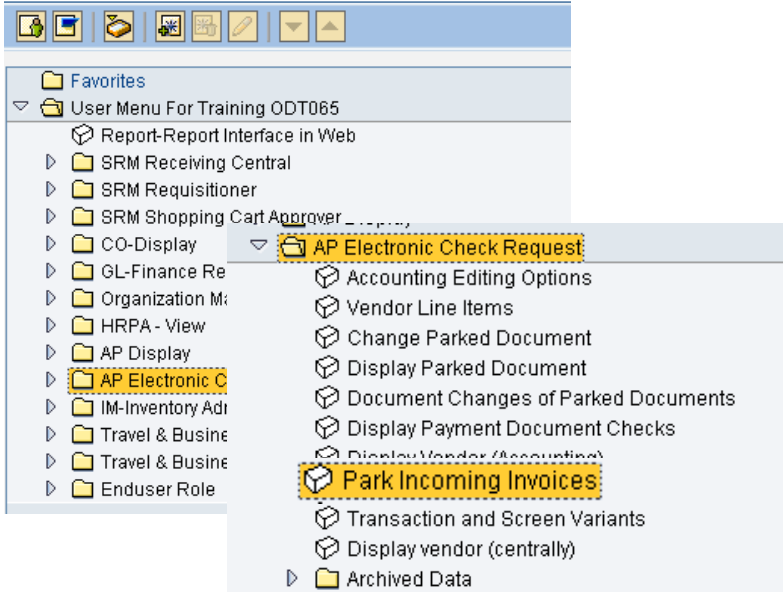 Favorites
User Menu For Training ODT065
Report-Report Interface in Web
SRM Receiving Central
SRM Requisitioner
SRM Shopping Cart Approver
CO-Display
GL-Finance Re
Organization Ma
HRPA - View
AP Display
AP Electronic C
IM-Inventory Adr
Travel & Busine
Travel & Busine
Enduser Role
AP Electronic Check Request
Accounting Editing Options
Vendor Line Items
Change Parked Document
Display Parked Document
Document Changes of Parked Documents
Display Payment Document Checks
Display Vendor (Accounting)
Park Incoming Invoices
Transaction and Screen Variants
Display vendor (centrally)
Archived Data